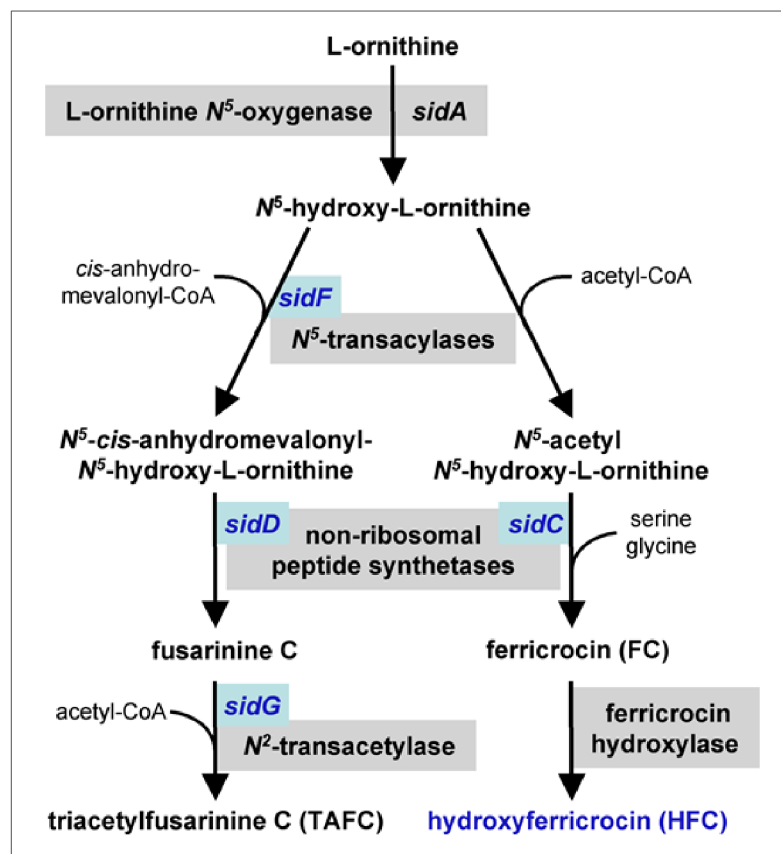 L-ornithine
L-ornithine N⁵-oxygenase sidA
N⁵-hydroxy-L-ornithine
cis-anhydro-
mevalonyl-CoA
acetyl-CoA
sidF
N⁵-transacylases
N⁵-cis-anhydromevalonyl-
N⁵-hydroxy-L-ornithine
N⁵-acetyl
N⁵-hydroxy-L-ornithine
sidD
non-ribosomal
peptide synthetases
sidC
serine
glycine
fusarinine C
ferricrocin (FC)
acetyl-CoA
sidG
N²-transacetylase
ferricrocin
hydroxylase
triacetylfusarinine C (TAFC)
hydroxyferricrocin (HFC)